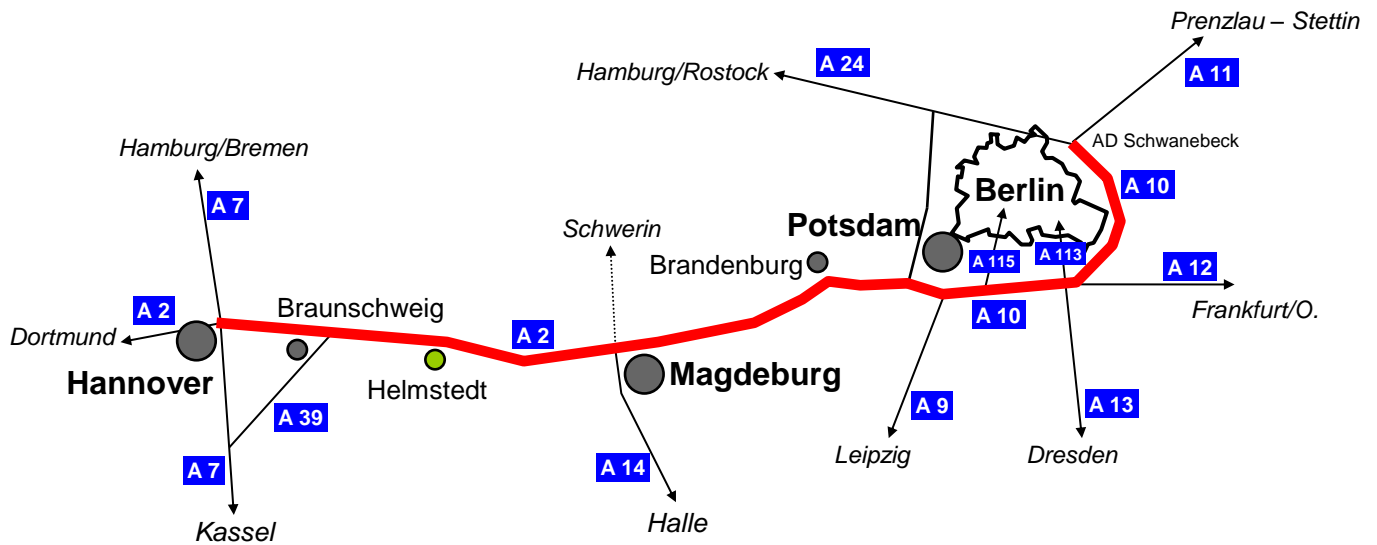 Prenzlau – Stettin
A 24
Hamburg/Rostock
A 11
AD Schwanebeck
Hamburg/Bremen
A 10
Berlin
A 7
Schwerin
Potsdam
A 115
A 113
Brandenburg
A 12
Braunschweig
A 2
A 10
Frankfurt/O.
Dortmund
A 2
Hannover
Helmstedt
Magdeburg
A 39
A 9
A 13
Leipzig
Dresden
A 7
A 14
Kassel
Halle